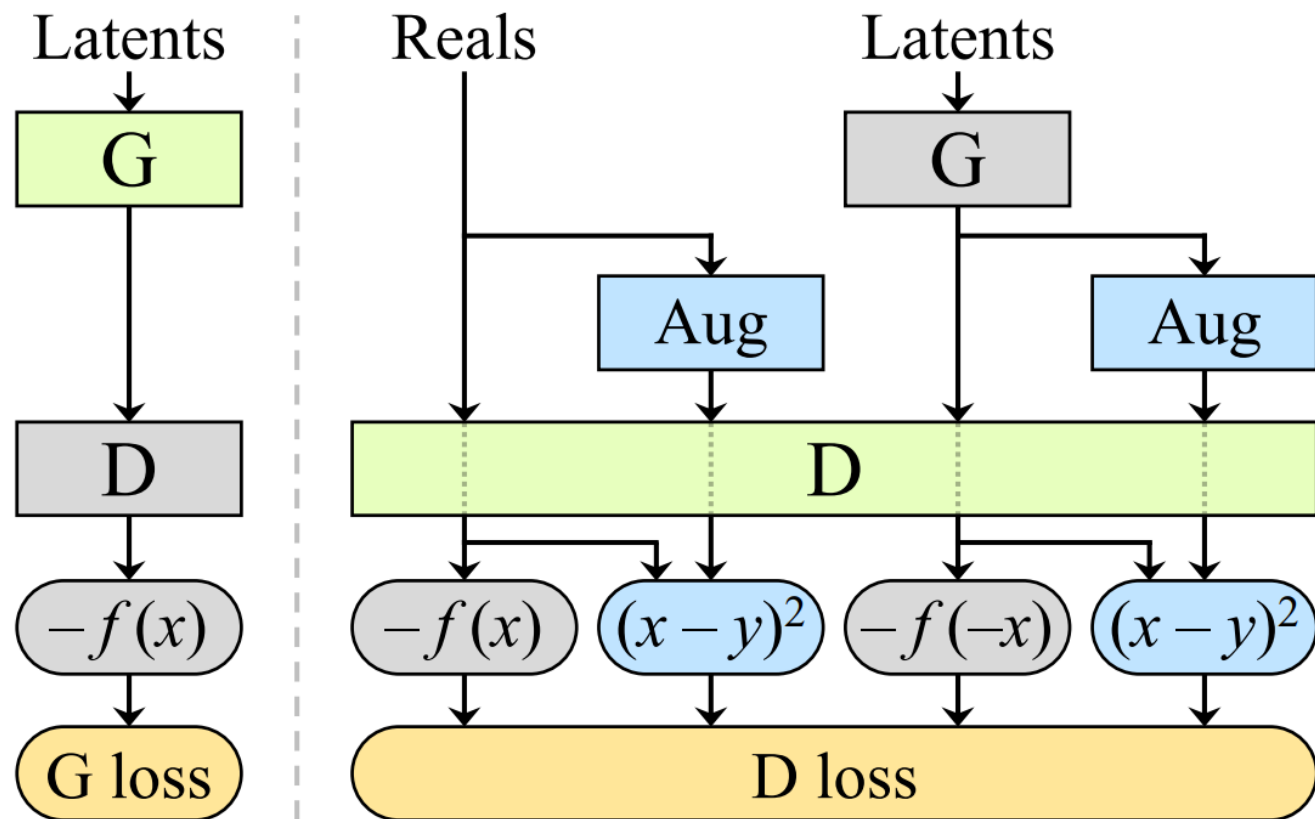 Latents
Reals
Latents
G
G
Aug
Aug
D
D
−f(x)
−f(x)
(x − y)²
−f(−x)
(x − y)²
G loss
D loss